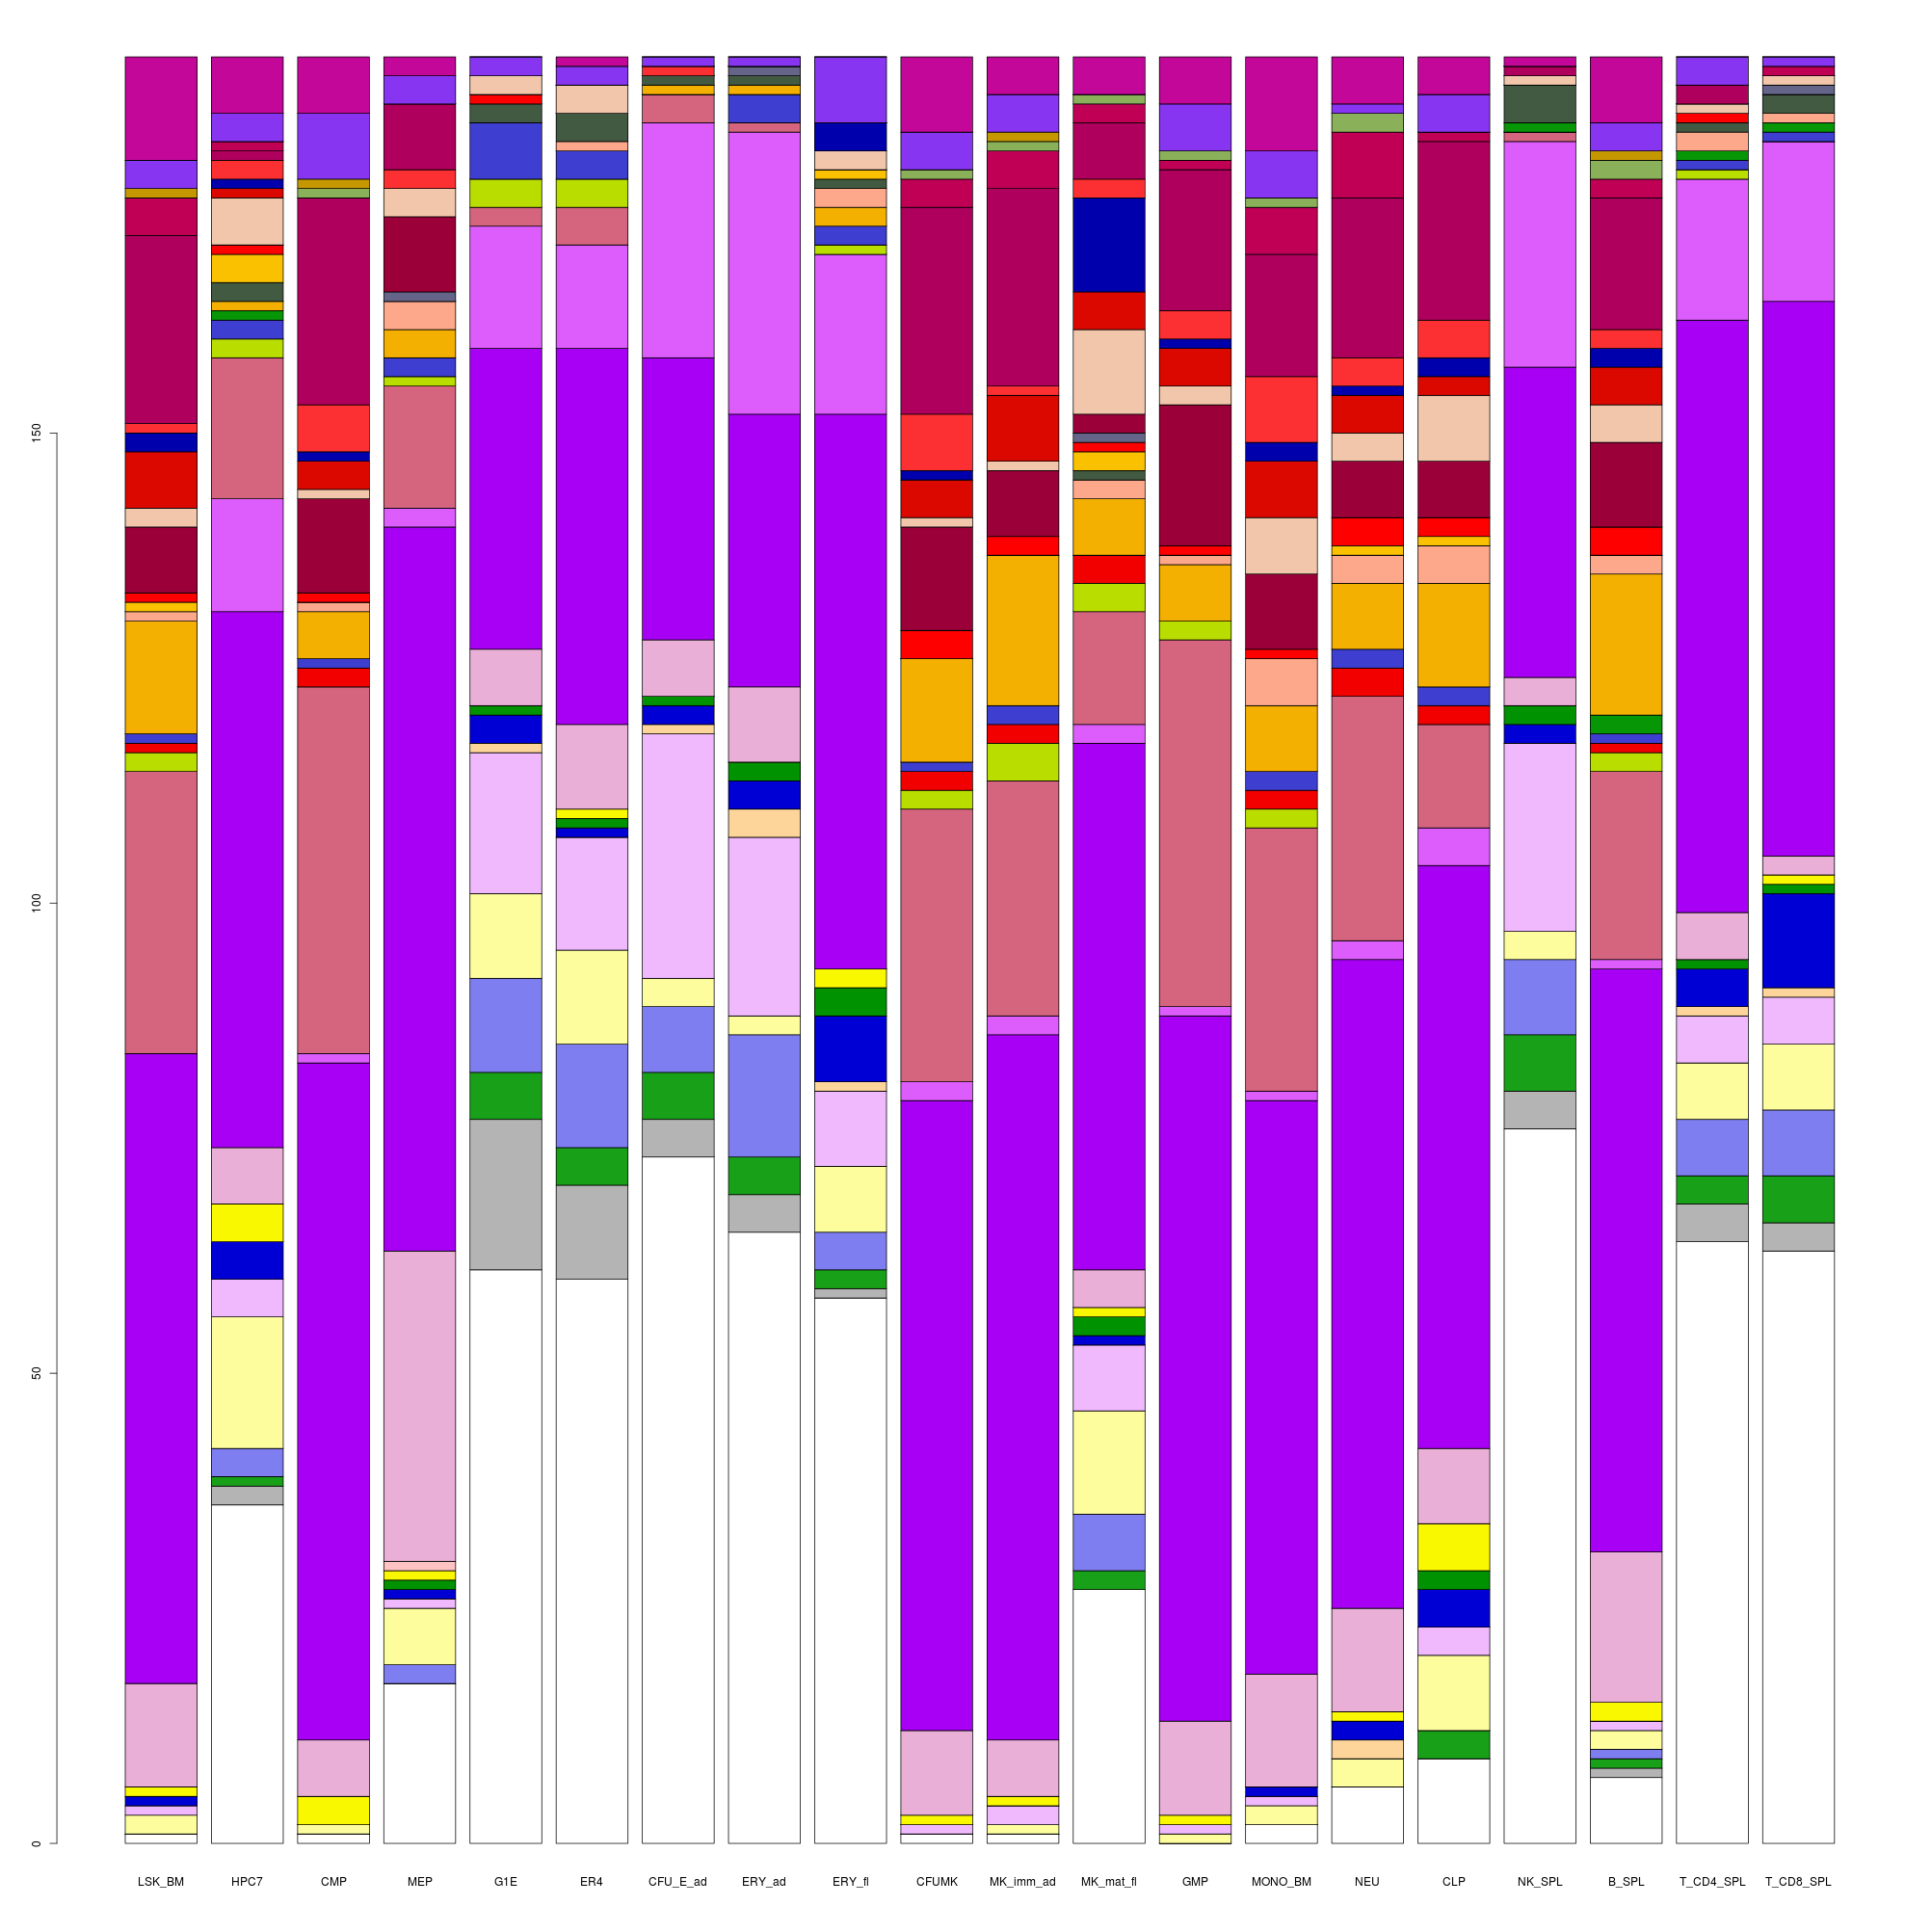 150
100
50
0
LSK_BM HPC7 CMP MEP G1E ER4 CFU_E_ad ERY_ad ERY_fl CFUMK MK_imm_ad MK_mat_fl GMP MONO_BM NEU CLP NK_SPL B_SPL T_CD4_SPL T_CD8_SPL